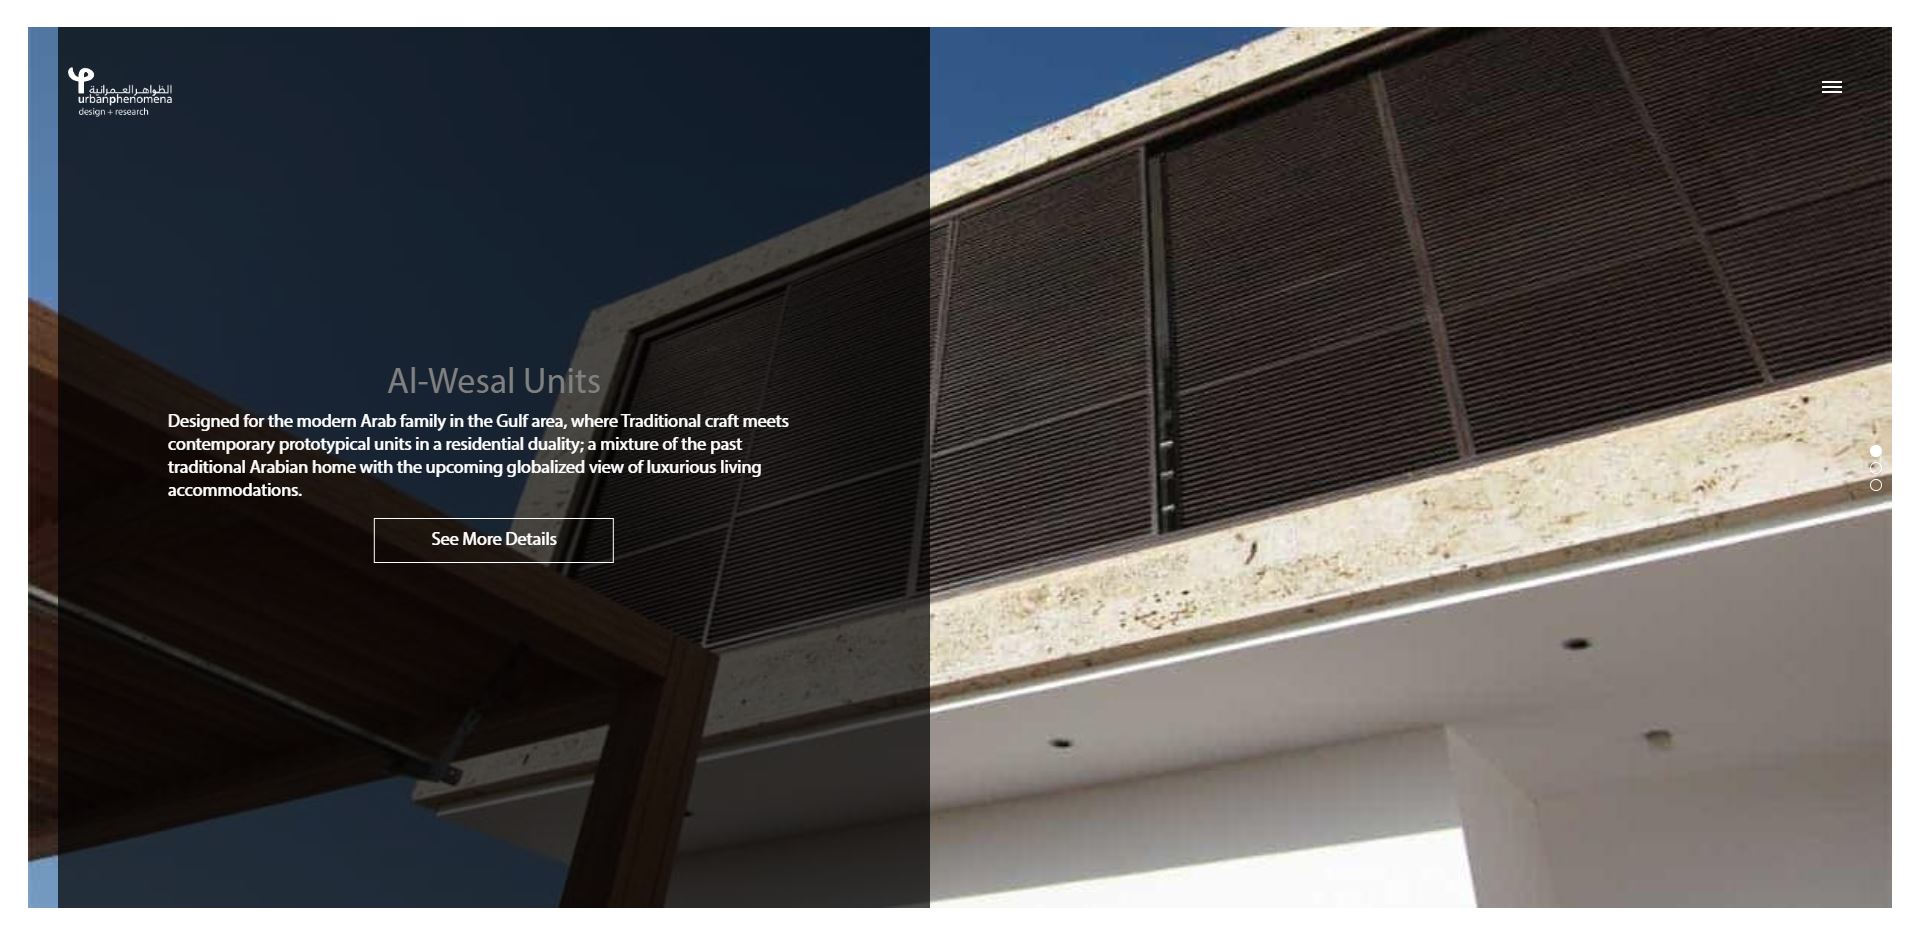 الظواهر العمرانية
urbanphenomena
design + research
Al-Wesal Units
Designed for the modern Arab family in the Gulf area, where Traditional craft meets
contemporary prototypical units in a residential duality; a mixture of the past
traditional Arabian home with the upcoming globalized view of luxurious living
accommodations.
See More Details